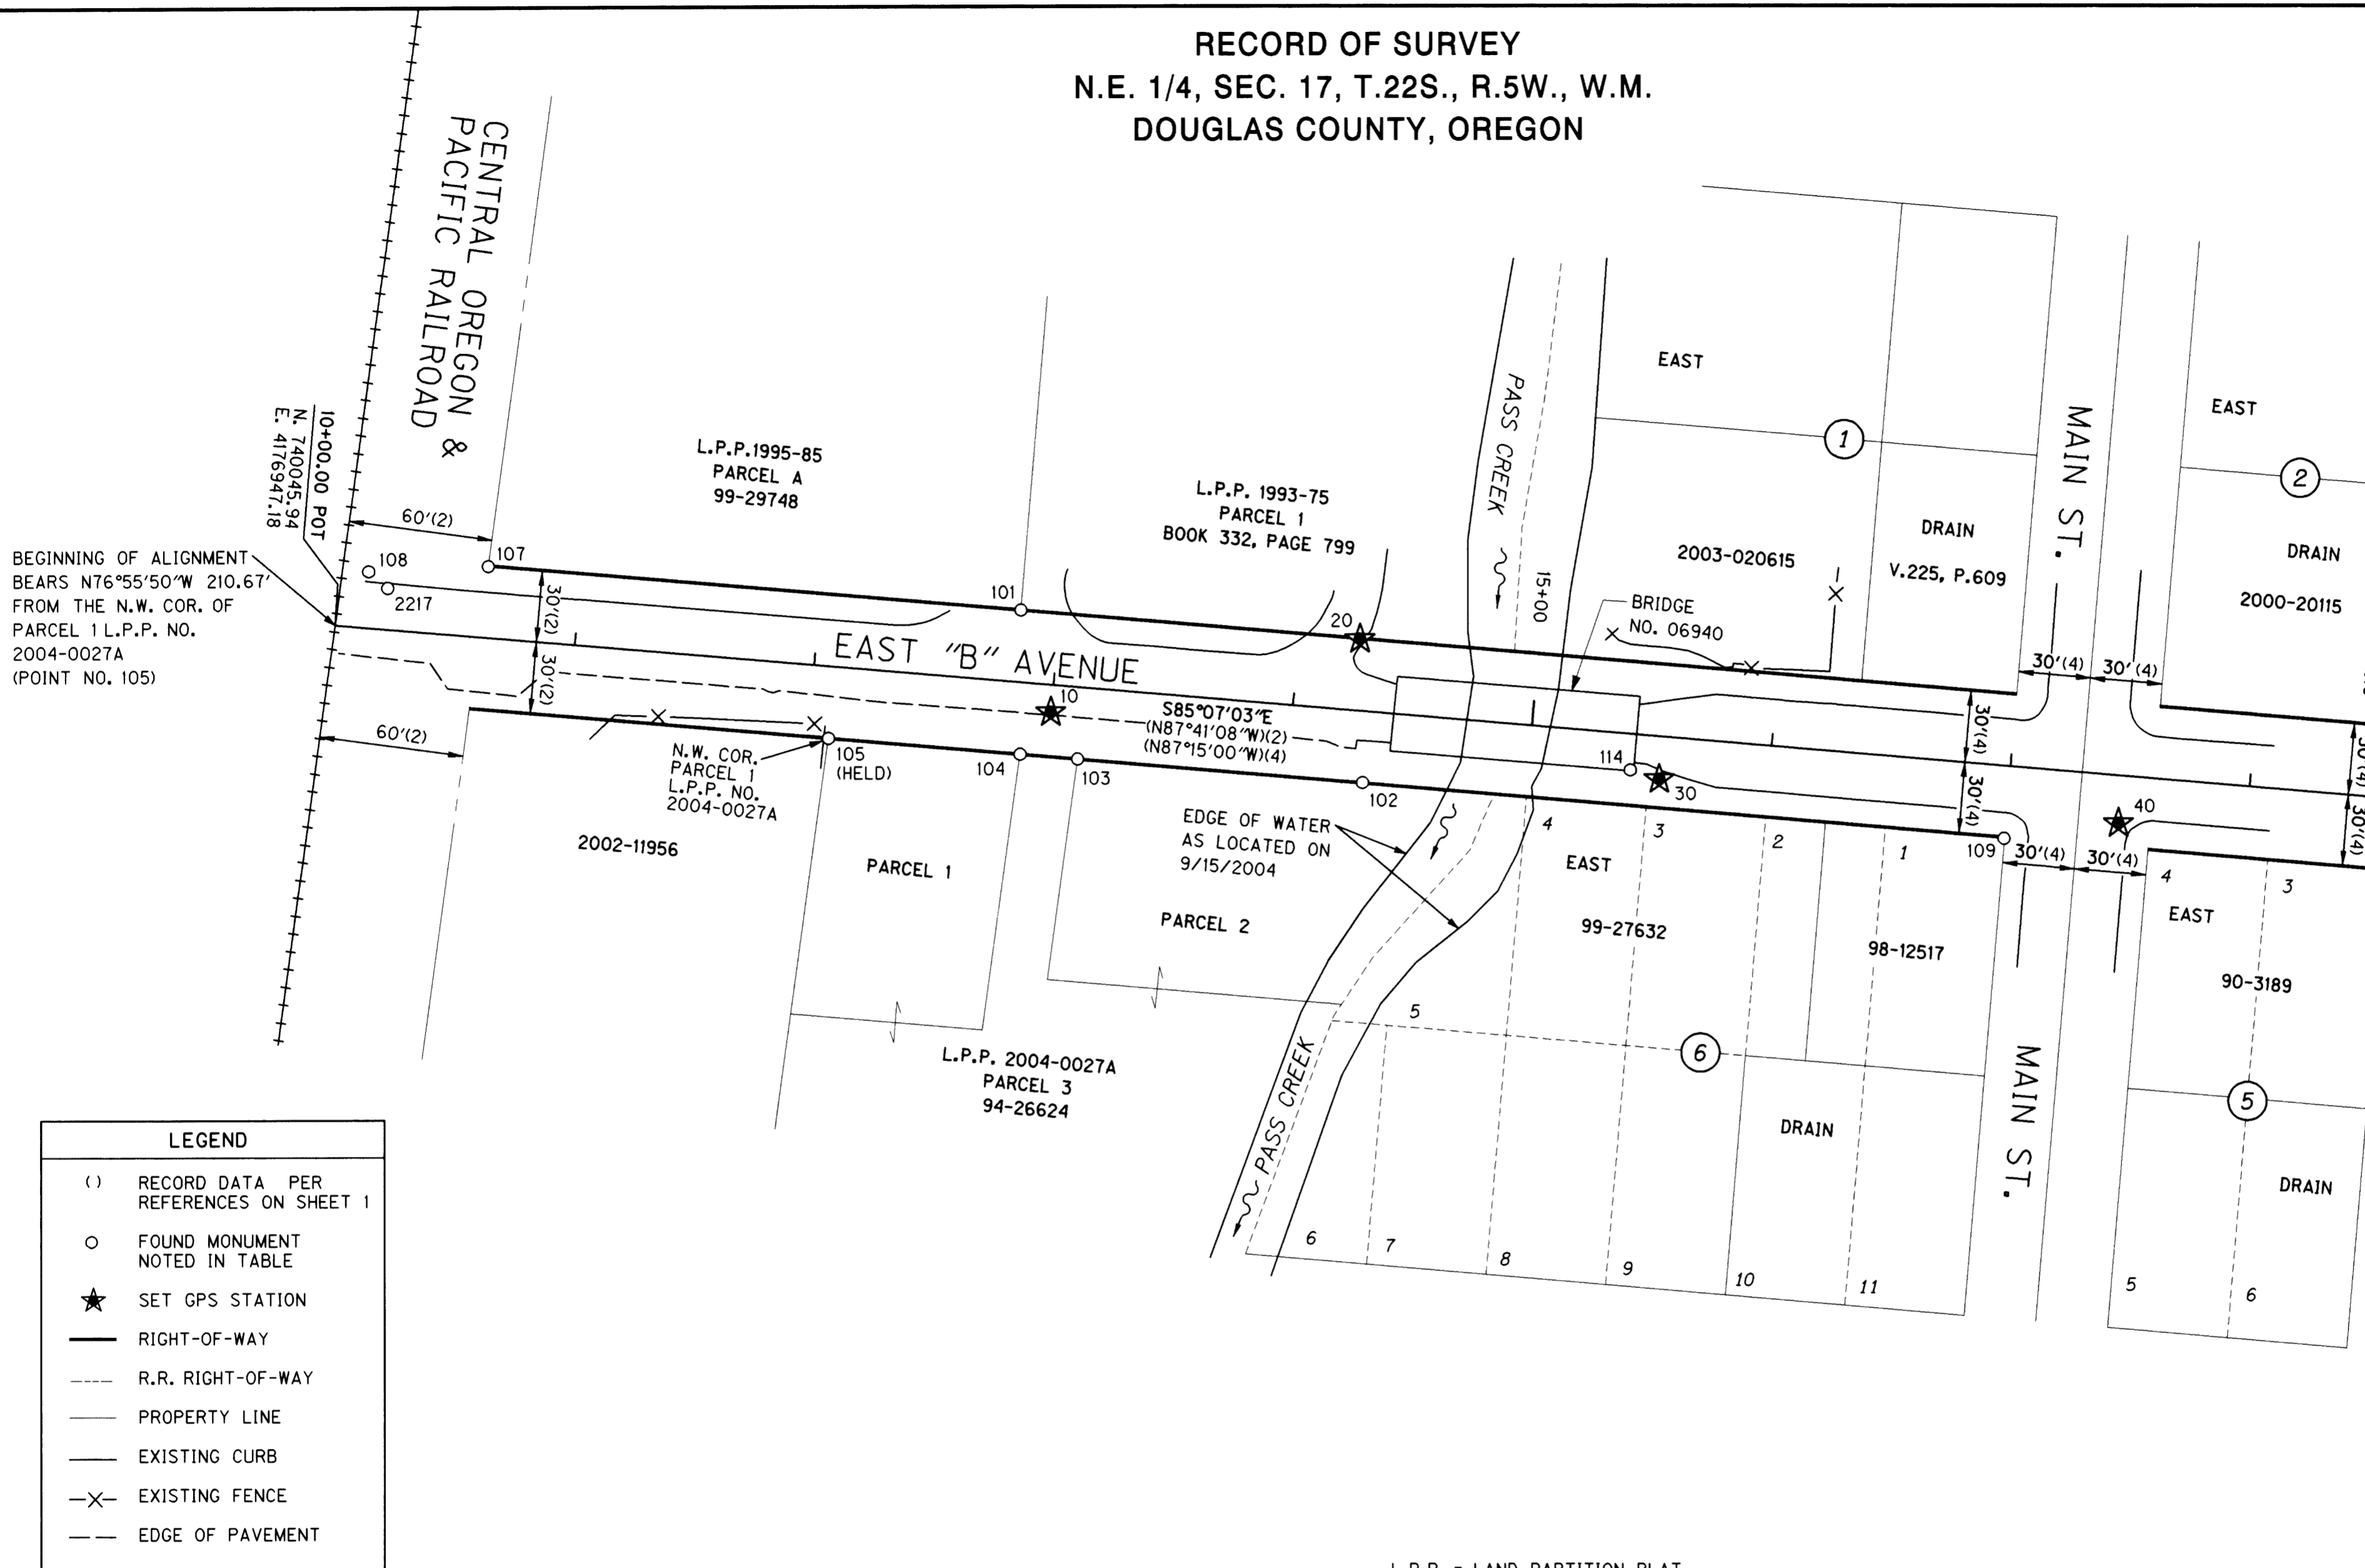 RECORD OF SURVEY
N.E. 1/4, SEC. 17, T.22S., R.5W., W.M.
DOUGLAS COUNTY, OREGON
CENTRAL OREGON &
PACIFIC RAILROAD
10+00.00 POT
N. 740045.94
E. 4176947.18
BEGINNING OF ALIGNMENT
BEARS N76°55'50"W 210.67'
FROM THE N.W. COR. OF
PARCEL 1 L.P.P. NO.
2004-0027A
(POINT NO. 105)
60'(2)
108
2217
107
30'(2)
30'(2)
60'(2)
L.P.P.1995-85
PARCEL A
99-29748
101
L.P.P. 1993-75
PARCEL 1
BOOK 332, PAGE 799
20
EAST "B" AVENUE
10
S85°07'03"E
(N87°41'08"W)(2)
(N87°15'00"W)(4)
N.W. COR.
PARCEL 1
L.P.P. NO.
2004-0027A
105
(HELD)
104
103
102
2002-11956
PARCEL 1
PARCEL 2
L.P.P. 2004-0027A
PARCEL 3
94-26624
PASS CREEK
15+00
BRIDGE
NO. 06940
EAST
1
2003-020615
DRAIN
V.225, P.609
MAIN ST.
EAST
2
DRAIN
2000-20115
30'(4)
30'(4)
30'(4)
30'(4)
30'(4)
30'(4)
114
30
40
109
30'(4)
30'(4)
EDGE OF WATER
AS LOCATED ON
9/15/2004
4
3
2
1
EAST
99-27632
98-12517
5
6
DRAIN
PASS CREEK
6
7
8
9
10
11
MAIN ST.
4
3
EAST
90-3189
5
DRAIN
5
6
LEGEND
() RECORD DATA PER
REFERENCES ON SHEET 1
FOUND MONUMENT
NOTED IN TABLE
SET GPS STATION
RIGHT-OF-WAY
R.R. RIGHT-OF-WAY
PROPERTY LINE
EXISTING CURB
EXISTING FENCE
EDGE OF PAVEMENT
L.P.P. = LAND PARTITION PLAT